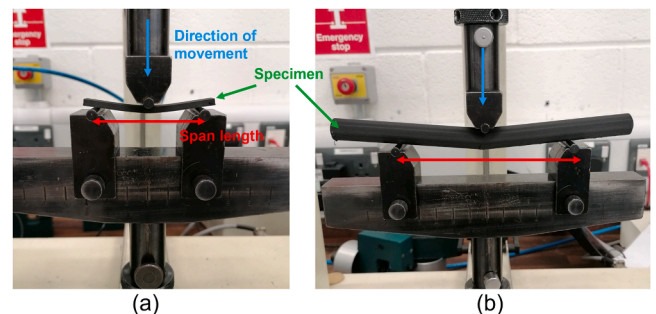 Emergency
stop
Direction of
movement
Specimen
Span length
Emergency
stop
(a)
(b)